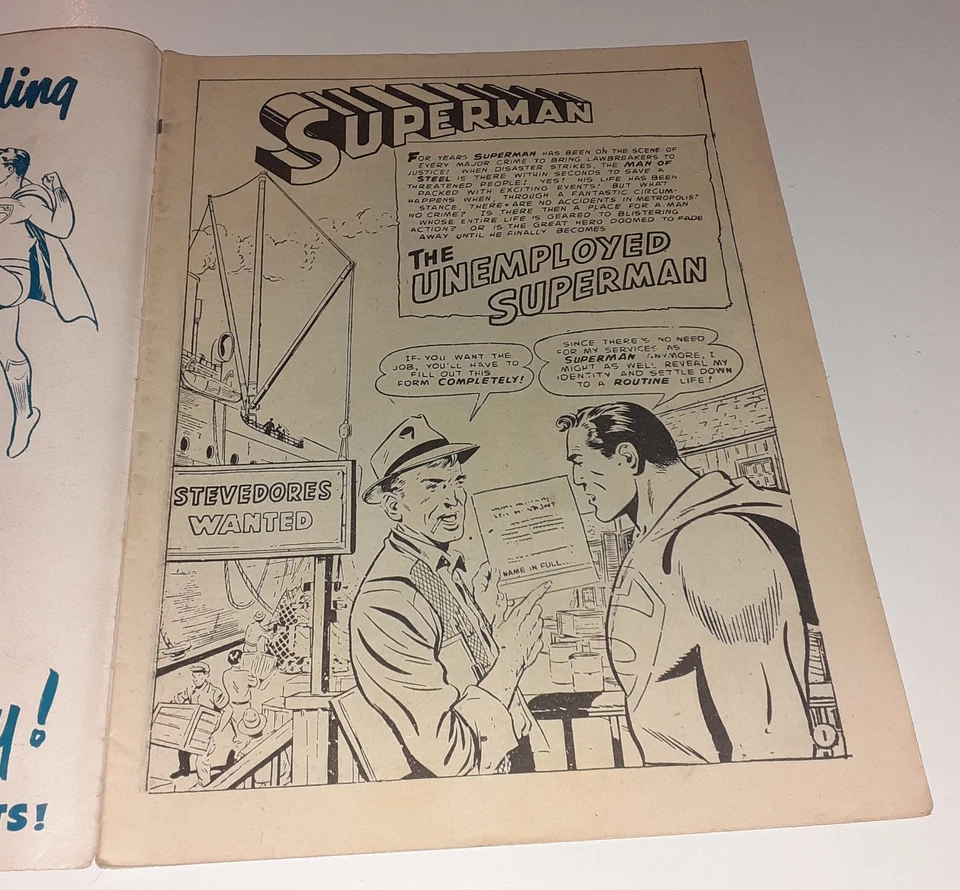 ling
!
TS!
SUPERMAN
FOR YEARS SUPERMAN HAS BEEN ON THE SCENE OF
EVERY MAJOR CRIME TO BRING LAWBREAKERS TO
JUSTICE! WHEN DISASTER STRIKES, THE MAN OF
STEEL IS THERE WITHIN SECONDS TO SAVE A
THREATENED PEOPLE! YES! HIS LIFE HAS BEEN
PACKED WITH EXCITING EVENTS! BUT WHAT
HAPPENS WHEN, THROUGH A FANTASTIC CIRCUM-
STANCE, THERE ARE NO ACCIDENTS IN METROPOLIS?
NO CRIME? IS THERE THEN A PLACE FOR A MAN
WHOSE ENTIRE LIFE IS GEARED TO BLISTERING
ACTION? OR IS THE GREAT HERO DOOMED TO FADE
AWAY UNTIL HE FINALLY BECOMES
THE
UNEMPLOYED
SUPERMAN
IF YOU WANT THE
JOB, YOU'LL HAVE TO
FILL OUT THIS
FORM COMPLETELY!
SINCE THERE'S NO NEED
FOR MY SERVICES AS
SUPERMAN ANYMORE, I
MIGHT AS WELL REVEAL MY
IDENTITY AND SETTLE DOWN
TO A ROUTINE LIFE!
STEVEDORES
WANTED
NAME IN FULL...
1